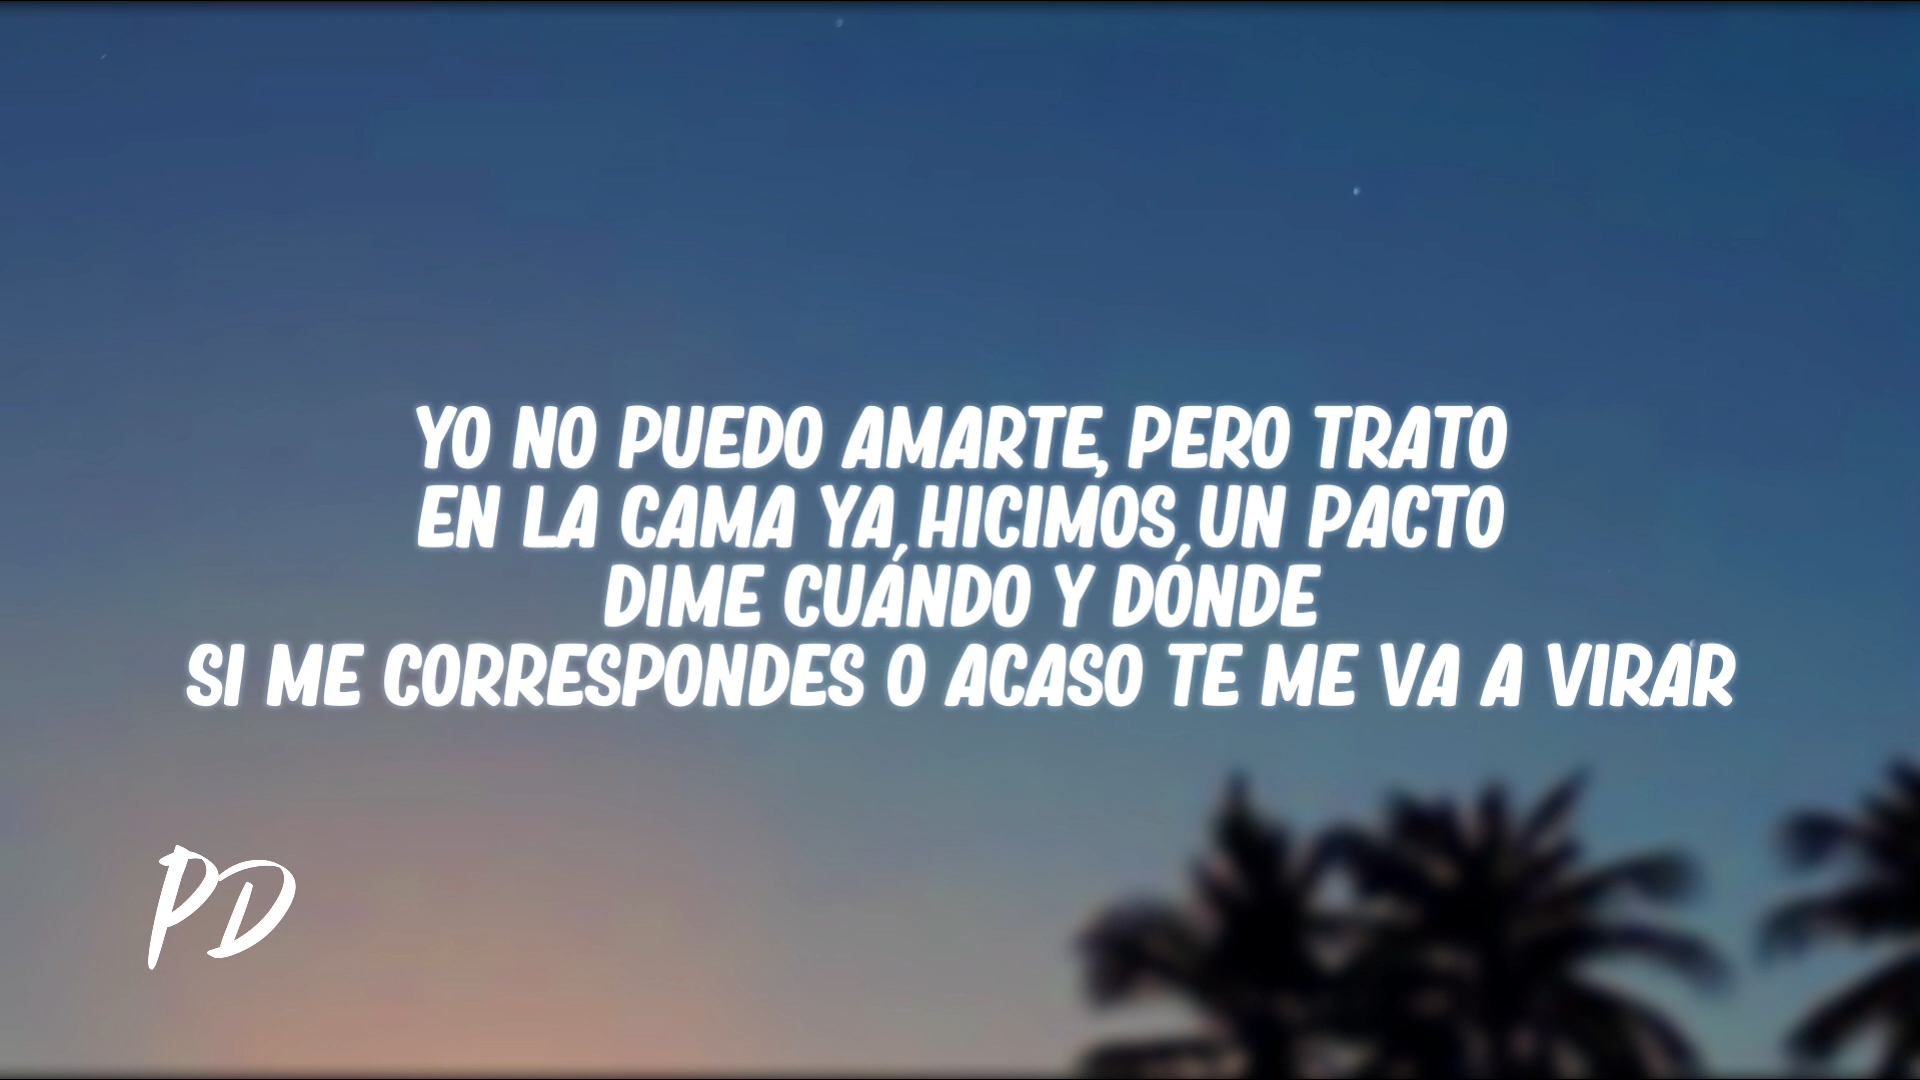 YO NO PUEDO AMARTE, PERO TRATO
EN LA CAMA YA HICIMOS UN PACTO
DIME CUÁNDO Y DÓNDE
SI ME CORRESPONDES O ACASO TE ME VA A VIRAR
PD